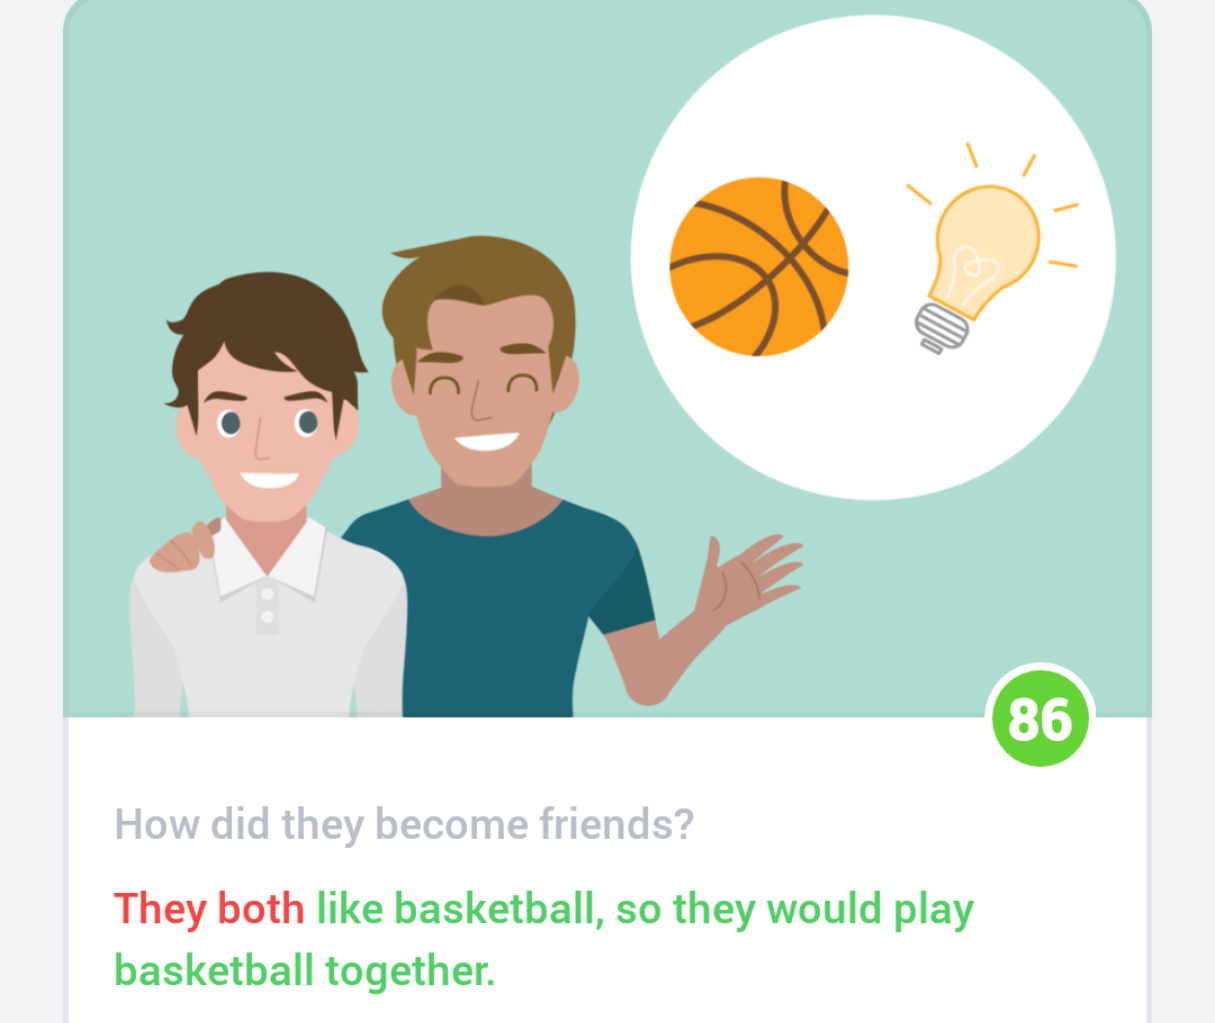 86
How did they become friends?
They both like basketball, so they would play
basketball together.